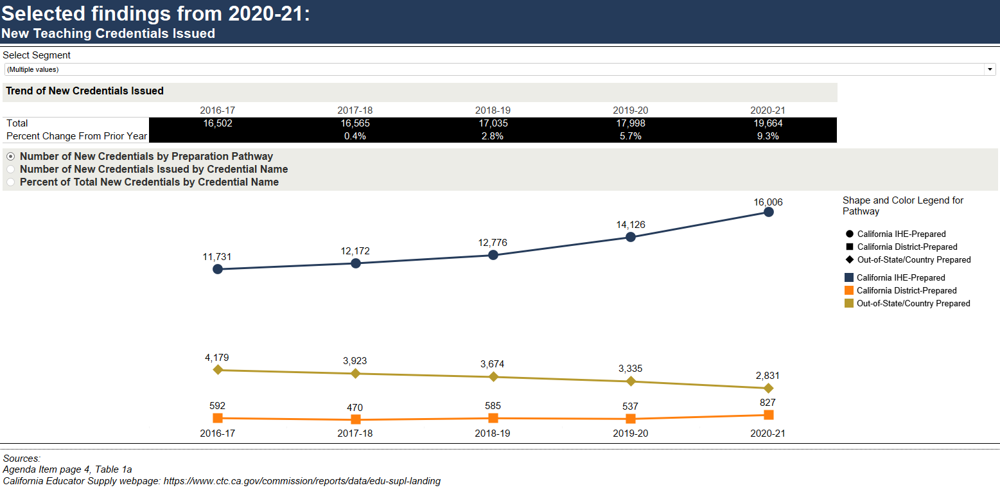 Selected findings from 2020-21:
New Teaching Credentials Issued
Select Segment
(Multiple values)
Trend of New Credentials Issued
2016-17 2017-18 2018-19 2019-20 2020-21
Total 16,502 16,565 17,035 17,998 19,664
Percent Change From Prior Year 0.4% 2.8% 5.7% 9.3%
Number of New Credentials by Preparation Pathway
Number of New Credentials Issued by Credential Name
Percent of Total New Credentials by Credential Name
11,731 12,172 12,776 14,126 16,006
4,179 3,923 3,674 3,335 2,831
592 470 585 537 827
2016-17 2017-18 2018-19 2019-20 2020-21
Shape and Color Legend for
Pathway
California IHE-Prepared
California District-Prepared
Out-of-State/Country Prepared
California IHE-Prepared
California District-Prepared
Out-of-State/Country Prepared
Sources:
Agenda Item page 4, Table 1a
California Educator Supply webpage: https://www.ctc.ca.gov/commission/reports/data/edu-supl-landing